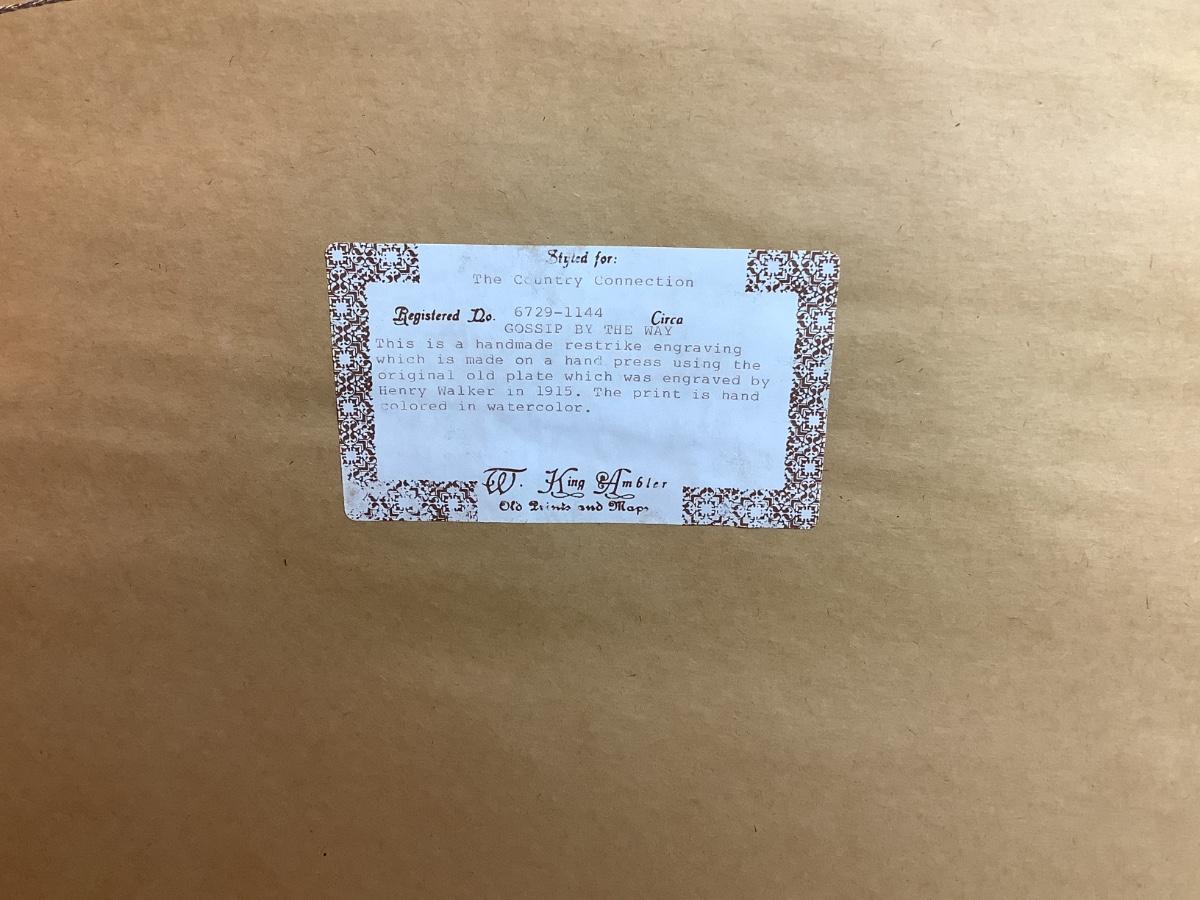 Styled for:
The Country Connection
Registered No. 6729-1144 Circa
GOSSIP BY THE WAY
This is a handmade restrike engraving
which is made on a hand press using the
original old plate which was engraved by
Henry Walker in 1915. The print is hand
colored in watercolor.
W. King Ambler
Old Prints and Maps